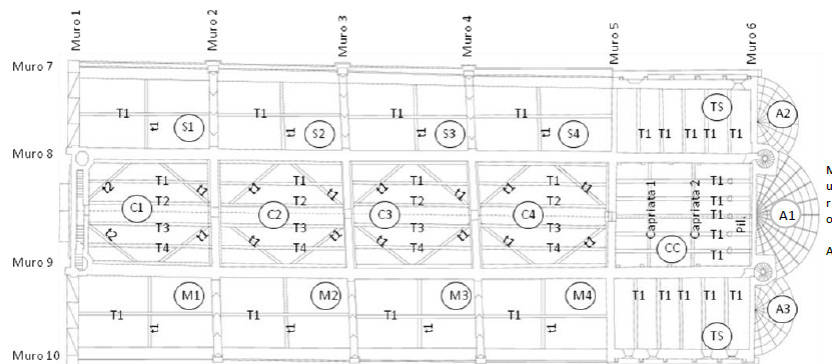 Muro 1
Muro 2
Muro 3
Muro 4
Muro 5
Muro 6
Muro 7
T1 t1 S1
T1 t1 S2
T1 t1 S3
T1 t1 S4
T1 T1 T1 T1 T1
TS
A2
Muro 8
t2 T1 t1
C1 T2
t2 T3 t1
T4
t1 T1 t1
C2 T2
t1 T3 t1
T4
t1 T1 t1
C3 T2
t1 T3 t1
T4
t1 T1 t1
C4 T2
t1 T3 t1
T4
Capriata 1
Capriata 2
Pil.
T1
T1
T1
T1
T1
CC
A1
M
u
r
o
A
Muro 9
T1 t1 M1
T1 t1 M2
T1 t1 M3
T1 t1 M4
T1 T1 T1 T1 T1
TS
A3
Muro 10